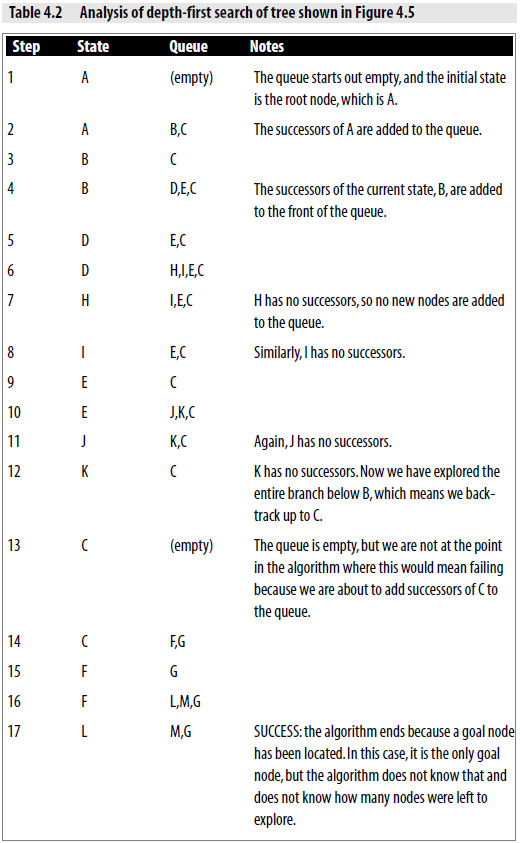 Table 4.2 Analysis of depth-first search of tree shown in Figure 4.5
Step State Queue Notes
1 A (empty) The queue starts out empty, and the initial state
is the root node, which is A.
2 A B,C The successors of A are added to the queue.
3 B C
4 B D,E,C The successors of the current state, B, are added
to the front of the queue.
5 D E,C
6 D H,I,E,C
7 H I,E,C H has no successors, so no new nodes are added
to the queue.
8 I E,C Similarly, I has no successors.
9 E C
10 E J,K,C
11 J K,C Again, J has no successors.
12 K C K has no successors. Now we have explored the
entire branch below B, which means we back-
track up to C.
13 C (empty) The queue is empty, but we are not at the point
in the algorithm where this would mean failing
because we are about to add successors of C to
the queue.
14 C F,G
15 F G
16 F L,M,G
17 L M,G SUCCESS: the algorithm ends because a goal node
has been located. In this case, it is the only goal
node, but the algorithm does not know that and
does not know how many nodes were left to
explore.